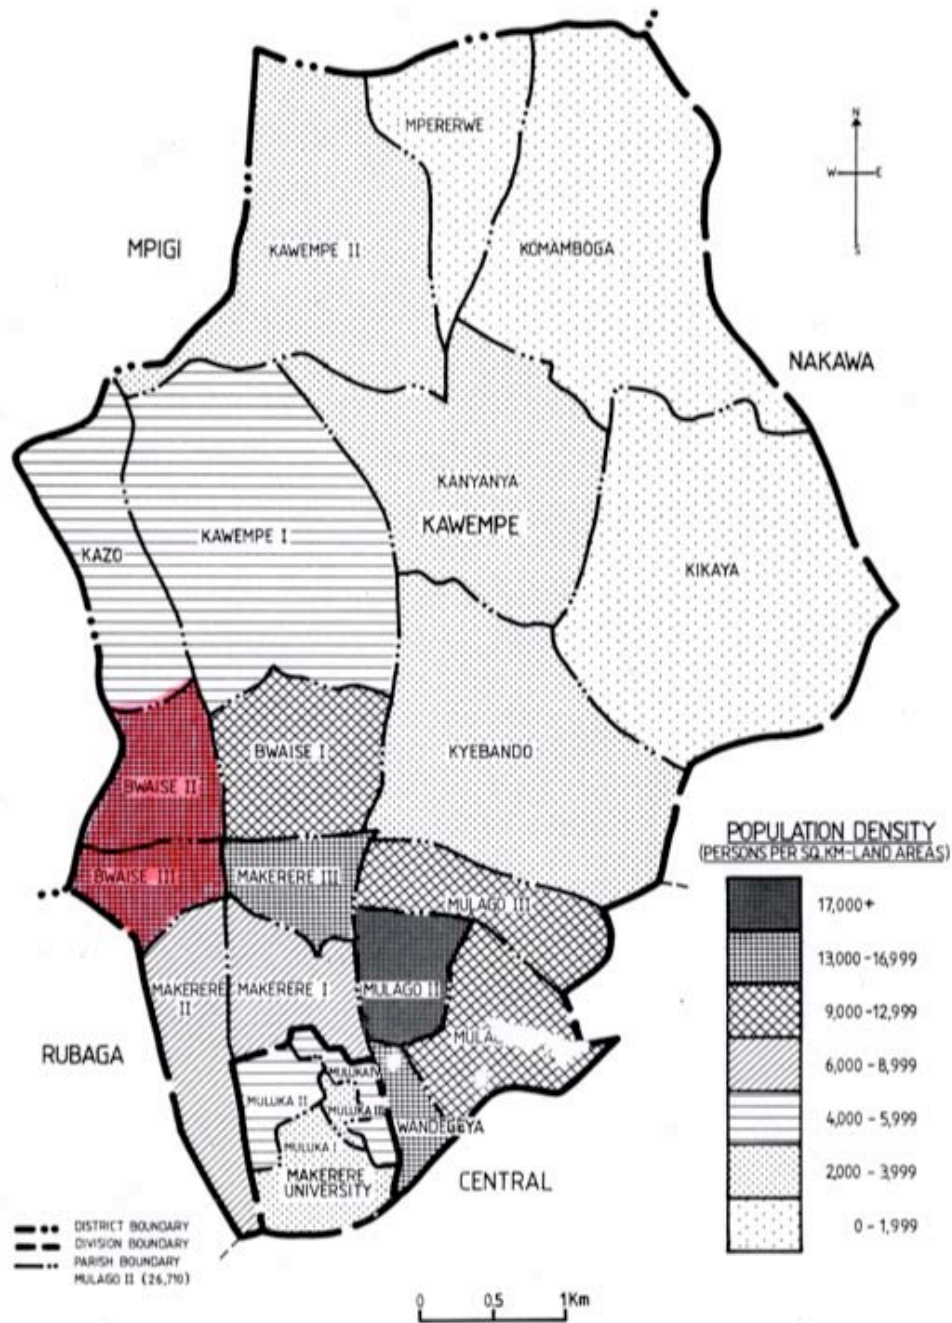 N
W E
S
MPERERWE
MPIGI
KAWEMPE II
KOMAMBOGA
NAKAWA
KANYANYA
KAWEMPE
KAWEMPE I
KAZO
KIKAYA
BWAISE I
KYEBANDO
BWAISE II
BWAISE III
MAKERERE III
MULAGO III
MAKERERE
II
MAKERERE I
MULAGO II
RUBAGA
MULUKA IV
MULUKA II
MULUKA III
WANDEGEYA
MULUKA I
MAKERERE
UNIVERSITY
CENTRAL
POPULATION DENSITY
(PERSONS PER SQ. KM-LAND AREAS)
17,000+
13,000 - 16,999
9,000 - 12,999
6,000 - 8,999
4,000 - 5,999
2,000 - 3,999
0 - 1,999
DISTRICT BOUNDARY
DIVISION BOUNDARY
PARISH BOUNDARY
MULAGO II (26,710)
0 0.5 1Km